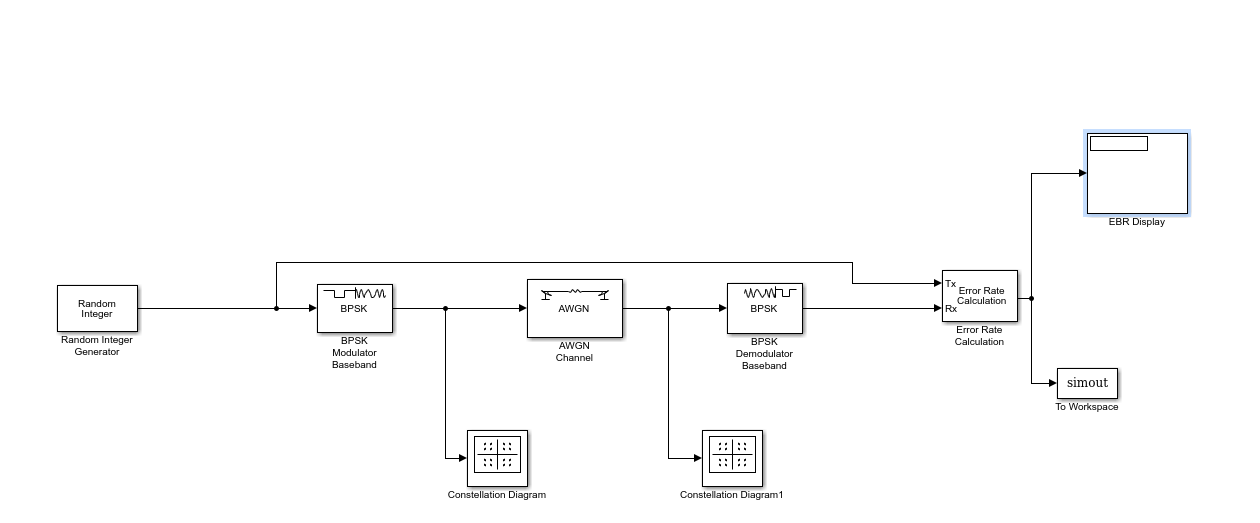 EBR Display
Random
Integer
Random Integer
Generator
BPSK
BPSK
Modulator
Baseband
AWGN
AWGN
Channel
BPSK
BPSK
Demodulator
Baseband
Tx
Error Rate
Calculation
Rx
Error Rate
Calculation
simout
To Workspace
Constellation Diagram
Constellation Diagram1